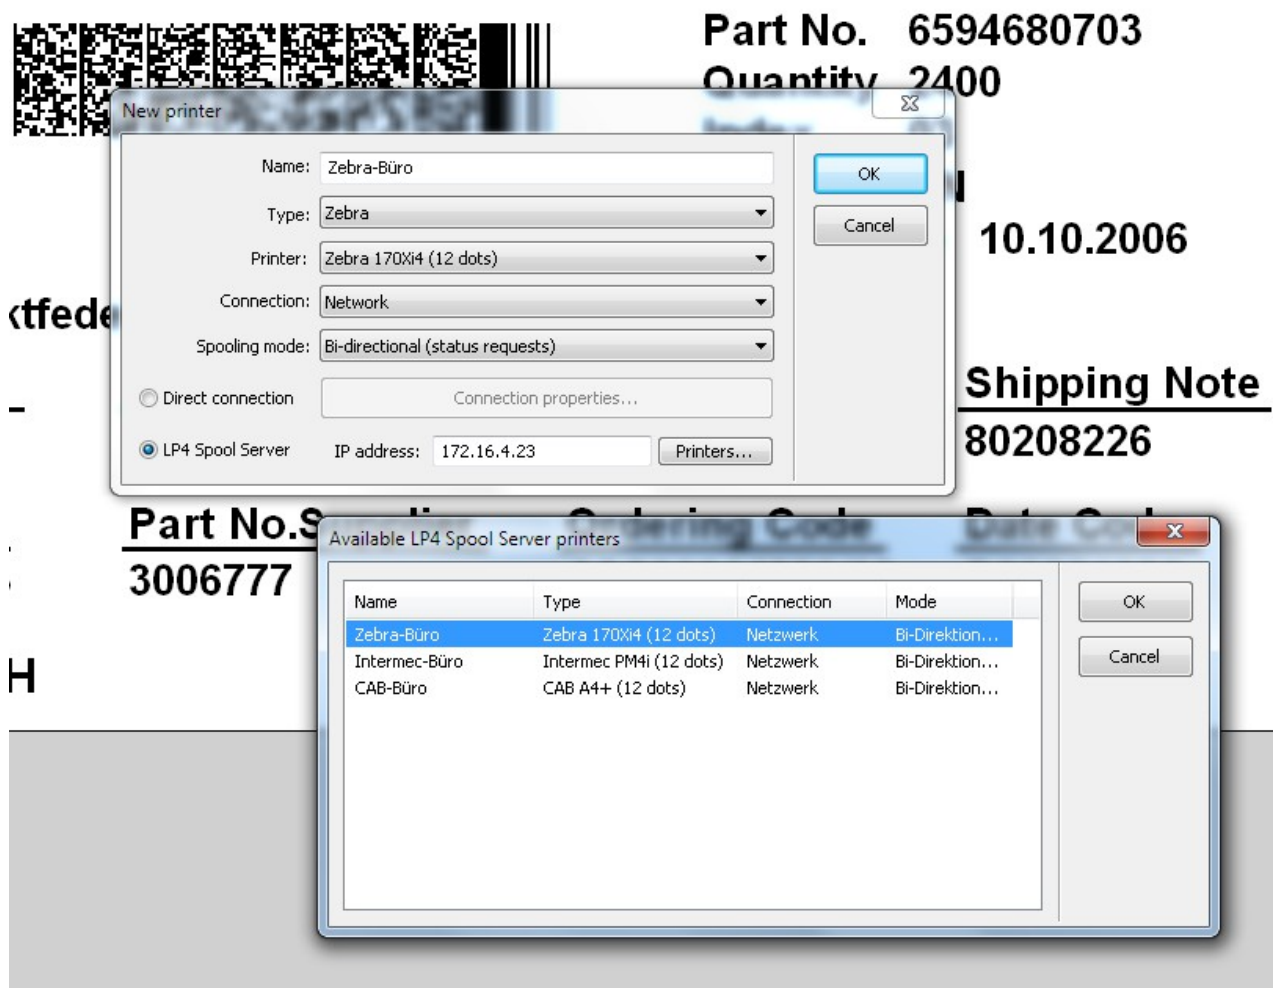 Part No. 6594680703
Quantity 2400
New printer
Name: Zebra-Büro
OK
Type: Zebra
Cancel
10.10.2006
Printer: Zebra 170Xi4 (12 dots)
Connection: Network
Spooling mode: Bi-directional (status requests)
Shipping Note
Direct connection Connection properties...
80208226
LP4 Spool Server IP address: 172.16.4.23 Printers...
Part No.S Ordering Code Date Cod
Available LP4 Spool Server printers
3006777
Name Type Connection Mode
OK
Zebra-Büro Zebra 170Xi4 (12 dots) Netzwerk Bi-Direktion...
Intermec-Büro Intermec PM4i (12 dots) Netzwerk Bi-Direktion...
Cancel
CAB-Büro CAB A4+ (12 dots) Netzwerk Bi-Direktion...
H